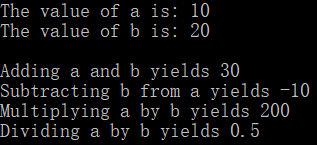 The value of a is: 10
The value of b is: 20
Adding a and b yields 30
Subtracting b from a yields -10
Multiplying a by b yields 200
Dividing a by b yields 0.5